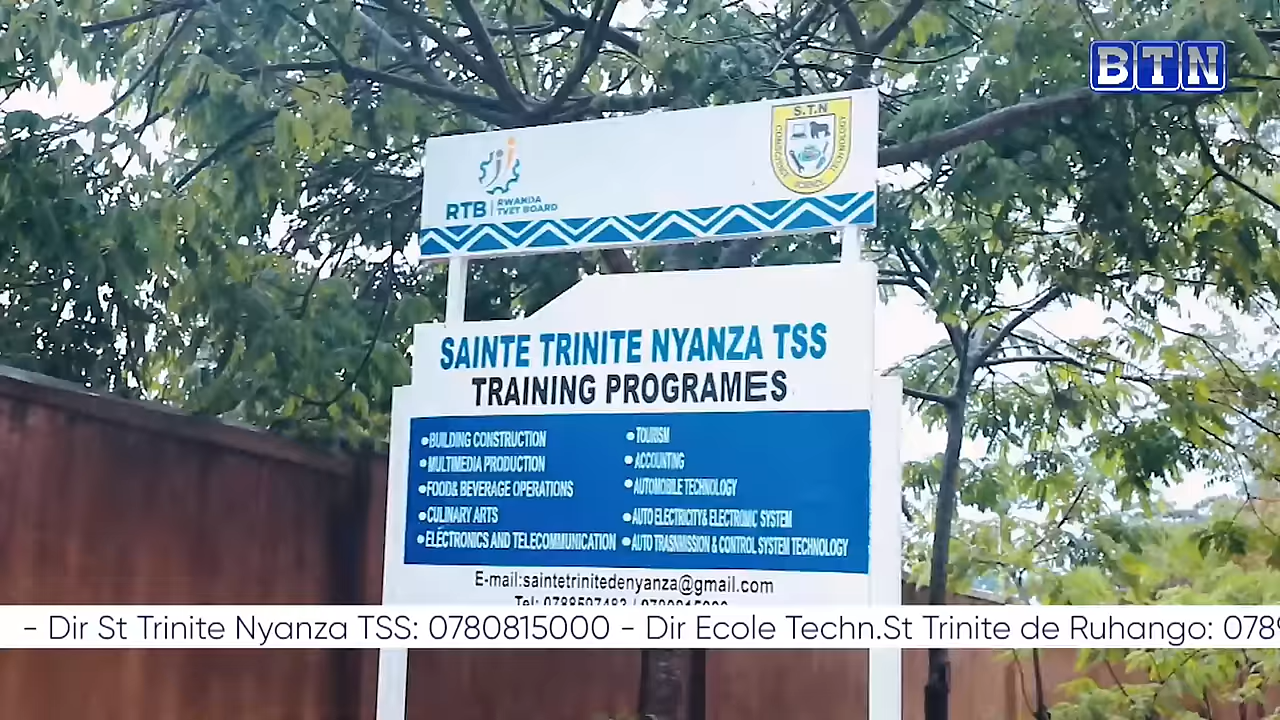 BTN
S.T.N
RTB
RWANDA
TVET BOARD
SAINTE TRINITE NYANZA TSS
TRAINING PROGRAMES
•BUILDING CONSTRUCTION
•MULTIMEDIA PRODUCTION
•FOOD& BEVERAGE OPERATIONS
•CULINARY ARTS
•ELECTRONICS AND TELECOMMUNICATION
•TOURISM
•ACCOUNTING
•AUTOMOBILE TECHNOLOGY
•AUTO ELECTRICITY& ELECTRONIC SYSTEM
•AUTO TRASNMISSION & CONTROL SYSTEM TECHNOLOGY
E-mail:saintetrinitedenyanza@gmail.com
Tel:
- Dir St Trinite Nyanza TSS: 0780815000 - Dir Ecole Techn.St Trinite de Ruhango: